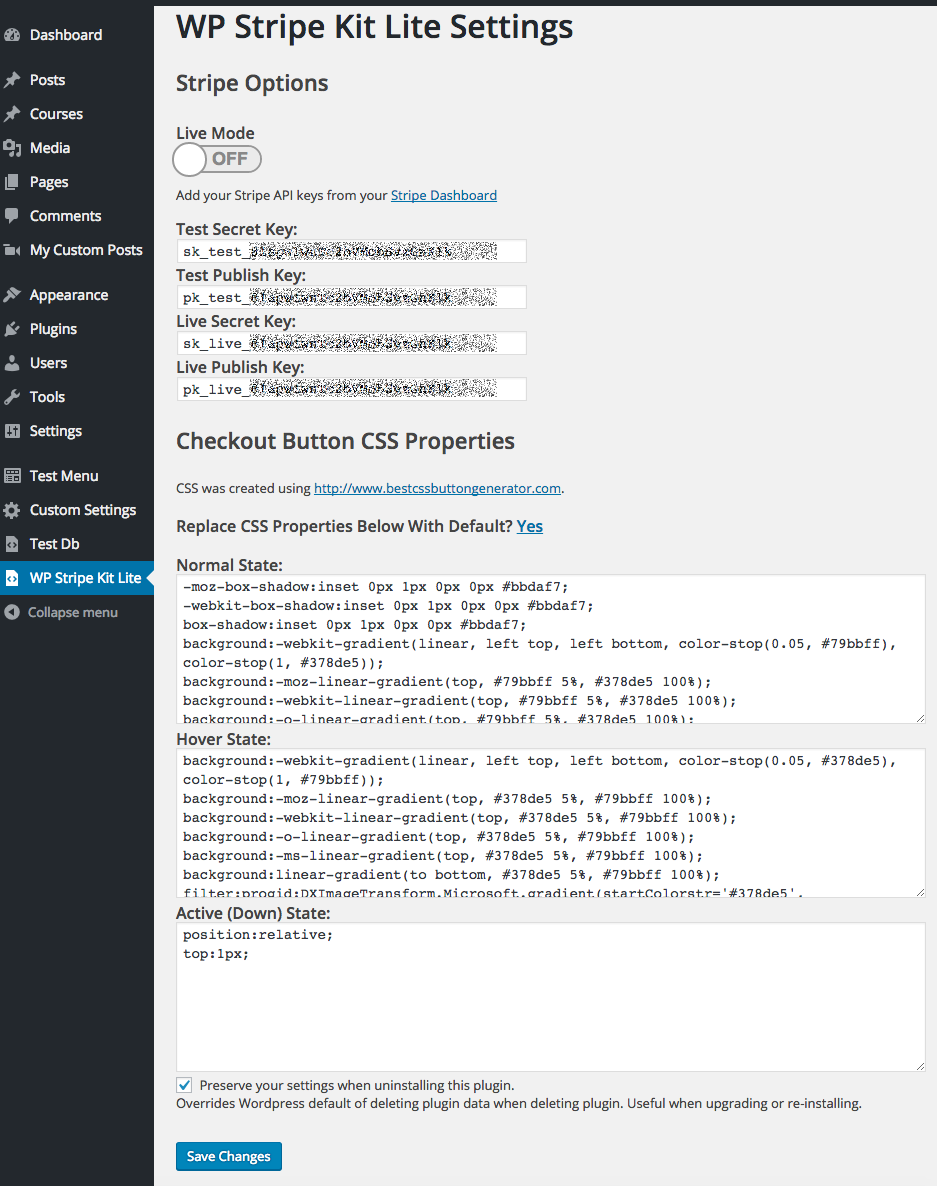 WP Stripe Kit Lite Settings
Dashboard
Posts
Courses
Media
Pages
Comments
My Custom Posts
Appearance
Plugins
Users
Tools
Settings
Test Menu
Custom Settings
Test Db
WP Stripe Kit Lite
Collapse menu
Stripe Options
Live Mode
OFF
Add your Stripe API keys from your Stripe Dashboard
Test Secret Key:
sk_test_
Test Publish Key:
pk_test_
Live Secret Key:
sk_live_
Live Publish Key:
pk_live_
Checkout Button CSS Properties
CSS was created using http://www.bestcssbuttongenerator.com.
Replace CSS Properties Below With Default? Yes
Normal State:
-moz-box-shadow:inset 0px 1px 0px 0px #bbdaf7;
-webkit-box-shadow:inset 0px 1px 0px 0px #bbdaf7;
box-shadow:inset 0px 1px 0px 0px #bbdaf7;
background:-webkit-gradient(linear, left top, left bottom, color-stop(0.05, #79bbff),
color-stop(1, #378de5));
background:-moz-linear-gradient(top, #79bbff 5%, #378de5 100%);
background:-webkit-linear-gradient(top, #79bbff 5%, #378de5 100%);
background:-o-linear-gradient(top, #79bbff 5%, #378de5 100%);
Hover State:
background:-webkit-gradient(linear, left top, left bottom, color-stop(0.05, #378de5),
color-stop(1, #79bbff));
background:-moz-linear-gradient(top, #378de5 5%, #79bbff 100%);
background:-webkit-linear-gradient(top, #378de5 5%, #79bbff 100%);
background:-o-linear-gradient(top, #378de5 5%, #79bbff 100%);
background:-ms-linear-gradient(top, #378de5 5%, #79bbff 100%);
background:linear-gradient(to bottom, #378de5 5%, #79bbff 100%);
filter:progid:DXImageTransform.Microsoft.gradient(startColorstr='#378de5',
Active (Down) State:
position:relative;
top:1px;
Preserve your settings when uninstalling this plugin.
Overrides Wordpress default of deleting plugin data when deleting plugin. Useful when upgrading or re-installing.
Save Changes